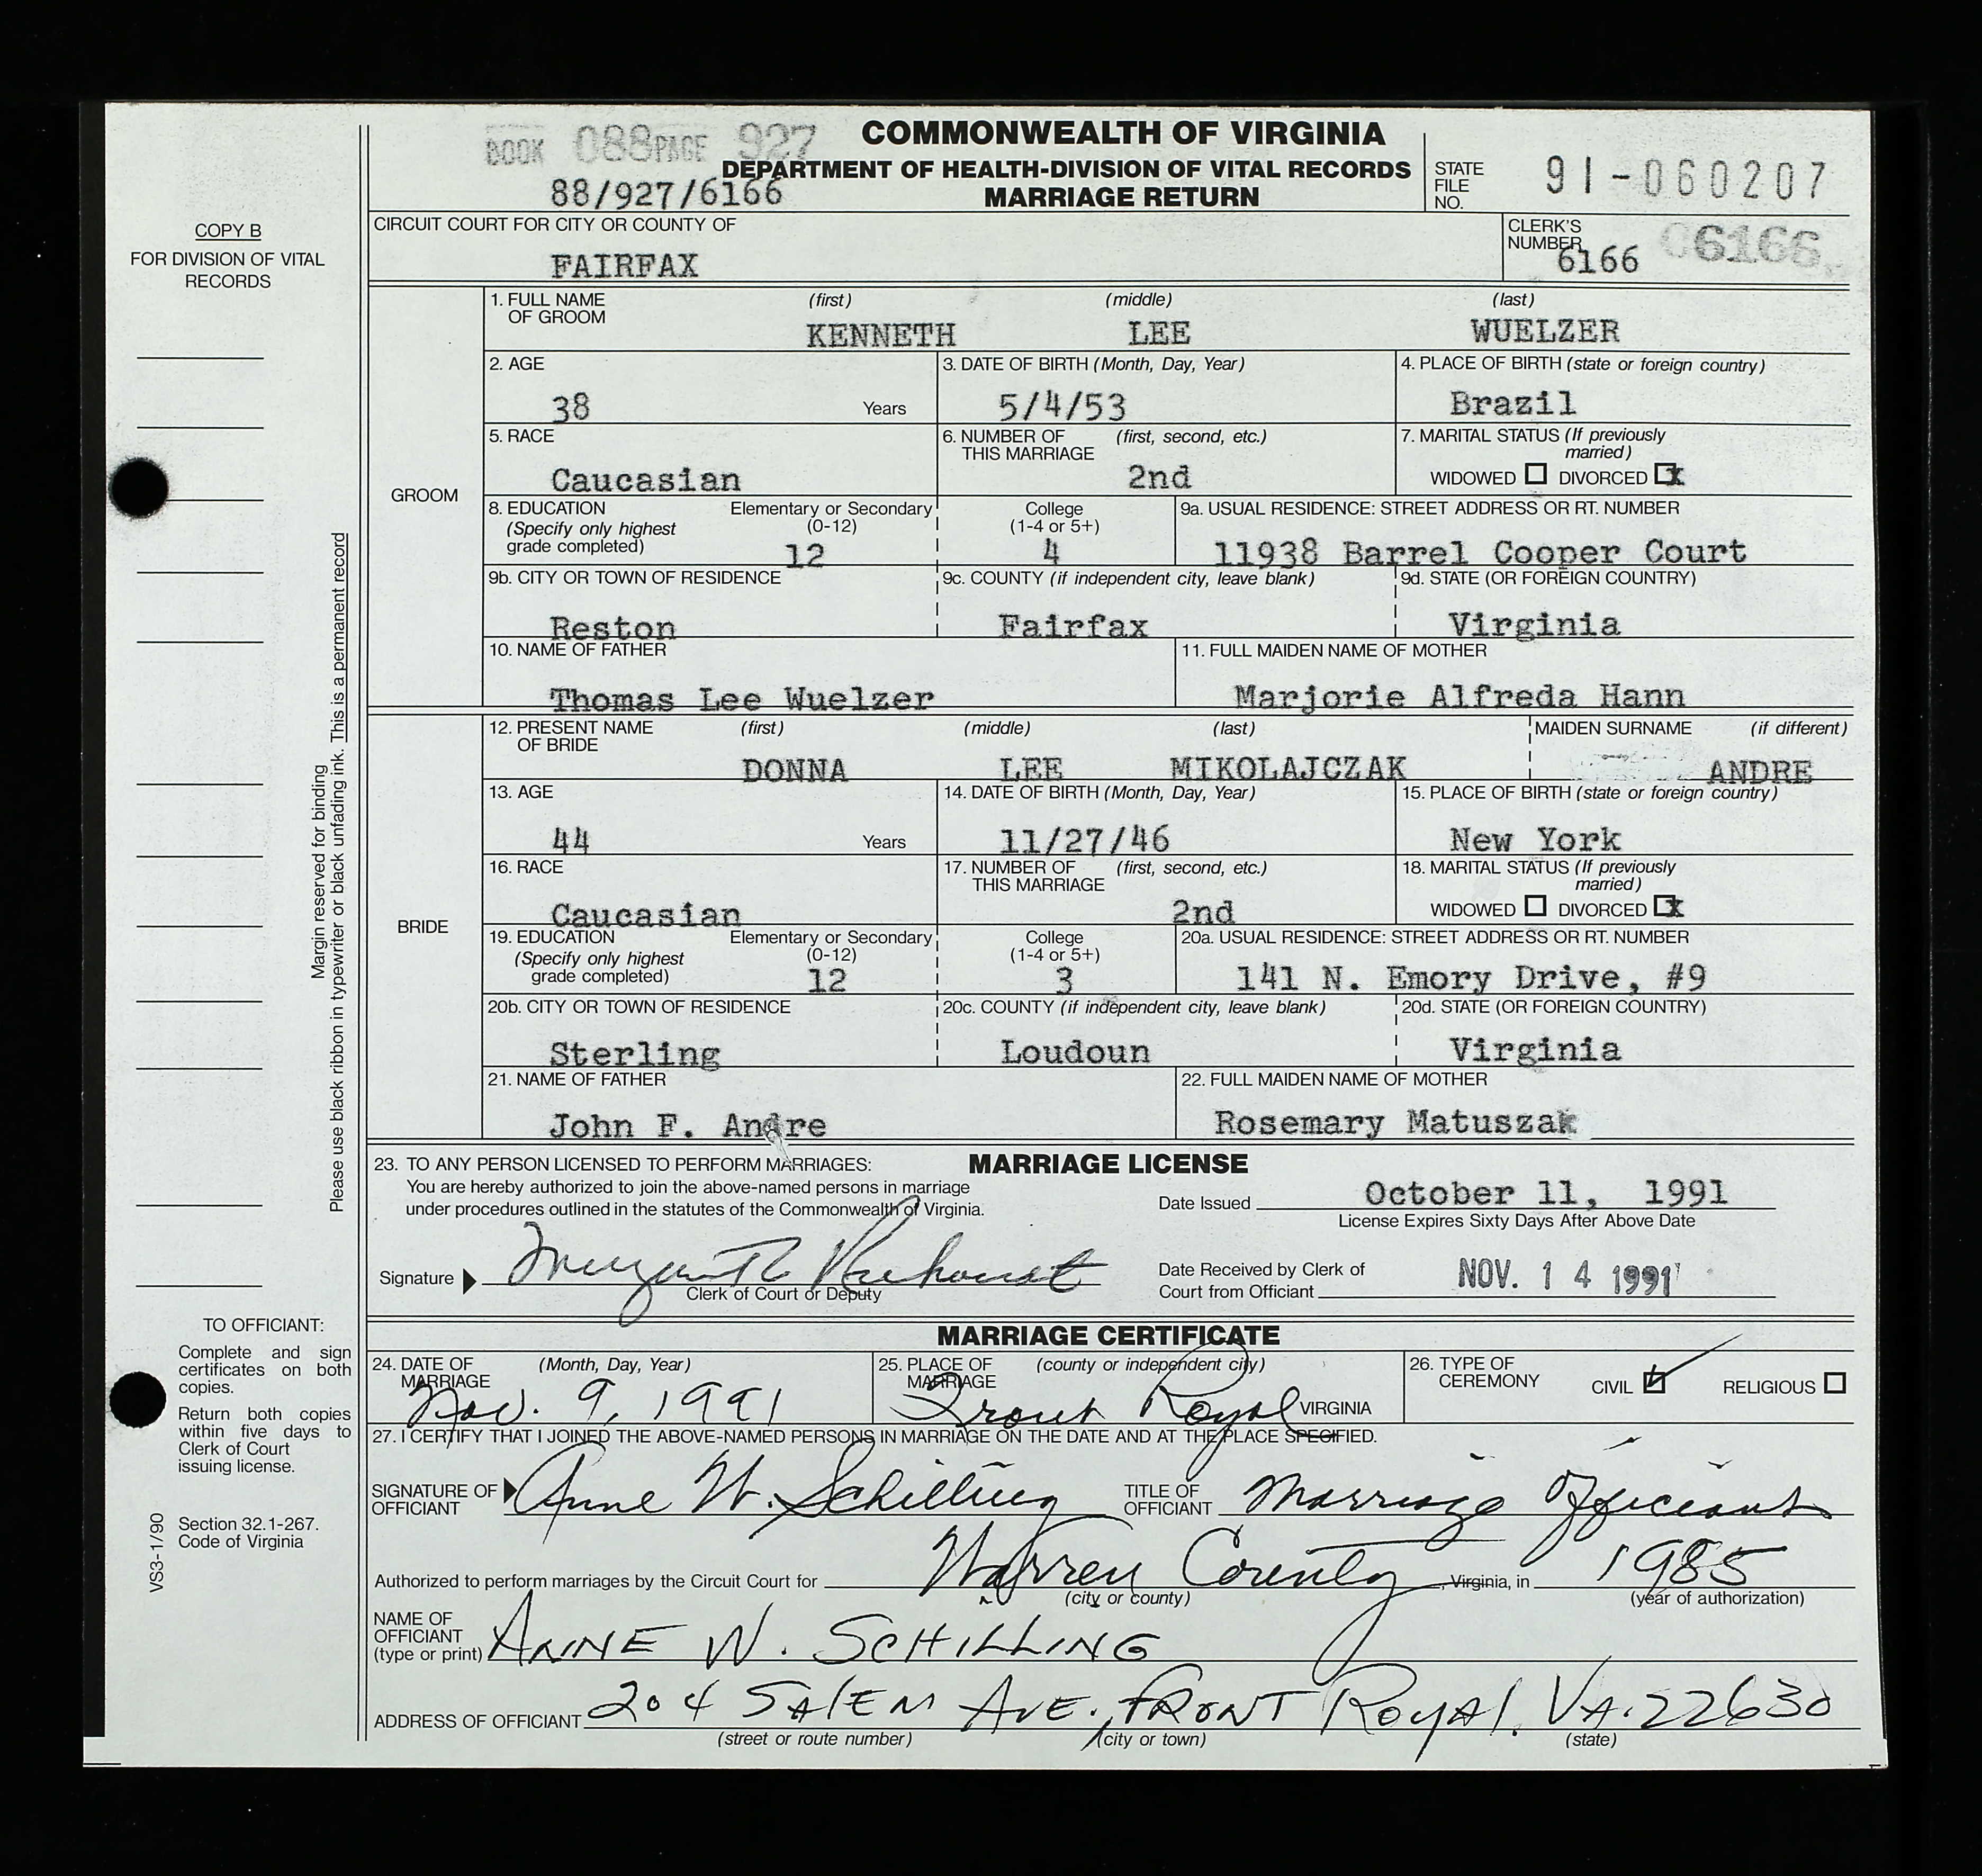 BOOK 088 PAGE 927
COMMONWEALTH OF VIRGINIA
DEPARTMENT OF HEALTH-DIVISION OF VITAL RECORDS
88/927/6166
MARRIAGE RETURN
STATE FILE NO. 91-060207
COPY B
FOR DIVISION OF VITAL RECORDS
CIRCUIT COURT FOR CITY OR COUNTY OF
FAIRFAX
CLERK'S NUMBER 6166 06166
GROOM
1. FULL NAME OF GROOM (first) (middle) (last)
KENNETH LEE WUELZER
2. AGE 3. DATE OF BIRTH (Month, Day, Year) 4. PLACE OF BIRTH (state or foreign country)
38 Years 5/4/53 Brazil
5. RACE 6. NUMBER OF THIS MARRIAGE (first, second, etc.) 7. MARITAL STATUS (If previously married)
Caucasian 2nd WIDOWED DIVORCED X
8. EDUCATION (Specify only highest grade completed) Elementary or Secondary (0-12) College (1-4 or 5+) 9a. USUAL RESIDENCE: STREET ADDRESS OR RT. NUMBER
12 4 11938 Barrel Cooper Court
9b. CITY OR TOWN OF RESIDENCE 9c. COUNTY (if independent city, leave blank) 9d. STATE (OR FOREIGN COUNTRY)
Reston Fairfax Virginia
10. NAME OF FATHER 11. FULL MAIDEN NAME OF MOTHER
Thomas Lee Wuelzer Marjorie Alfreda Hann
BRIDE
12. PRESENT NAME OF BRIDE (first) (middle) (last) MAIDEN SURNAME (if different)
DONNA LEE MIKOLAJCZAK ANDRE
13. AGE 14. DATE OF BIRTH (Month, Day, Year) 15. PLACE OF BIRTH (state or foreign country)
44 Years 11/27/46 New York
16. RACE 17. NUMBER OF THIS MARRIAGE (first, second, etc.) 18. MARITAL STATUS (If previously married)
Caucasian 2nd WIDOWED DIVORCED X
19. EDUCATION (Specify only highest grade completed) Elementary or Secondary (0-12) College (1-4 or 5+) 20a. USUAL RESIDENCE: STREET ADDRESS OR RT. NUMBER
12 3 141 N. Emory Drive, #9
20b. CITY OR TOWN OF RESIDENCE 20c. COUNTY (if independent city, leave blank) 20d. STATE (OR FOREIGN COUNTRY)
Sterling Loudoun Virginia
21. NAME OF FATHER 22. FULL MAIDEN NAME OF MOTHER
John F. Andre Rosemary Matuszak
Margin reserved for binding
Please use black ribbon in typewriter or black unfading ink. This is a permanent record
23. TO ANY PERSON LICENSED TO PERFORM MARRIAGES: MARRIAGE LICENSE
You are hereby authorized to join the above-named persons in marriage
under procedures outlined in the statutes of the Commonwealth of Virginia.
Date Issued October 11, 1991
License Expires Sixty Days After Above Date
Signature
Clerk of Court or Deputy
Date Received by Clerk of Court from Officiant NOV. 14 1991
MARRIAGE CERTIFICATE
24. DATE OF MARRIAGE (Month, Day, Year) 25. PLACE OF MARRIAGE (county or independent city) 26. TYPE OF CEREMONY
Nov. 9, 1991 Front Royal VIRGINIA CIVIL RELIGIOUS
27. I CERTIFY THAT I JOINED THE ABOVE-NAMED PERSONS IN MARRIAGE ON THE DATE AND AT THE PLACE SPECIFIED.
SIGNATURE OF OFFICIANT Anne W. Schilling TITLE OF OFFICIANT Marriage Officiant
Authorized to perform marriages by the Circuit Court for Warren County, Virginia, in 1985
(city or county) (year of authorization)
NAME OF OFFICIANT (type or print) ANNE W. SCHILLING
ADDRESS OF OFFICIANT 204 SALEM AVE., FRONT ROYAL. VA. 22630
(street or route number) (city or town) (state)
TO OFFICIANT:
Complete and sign
certificates on both
copies.
Return both copies
within five days to
Clerk of Court
issuing license.
Section 32.1-267.
Code of Virginia
VS3-1/90